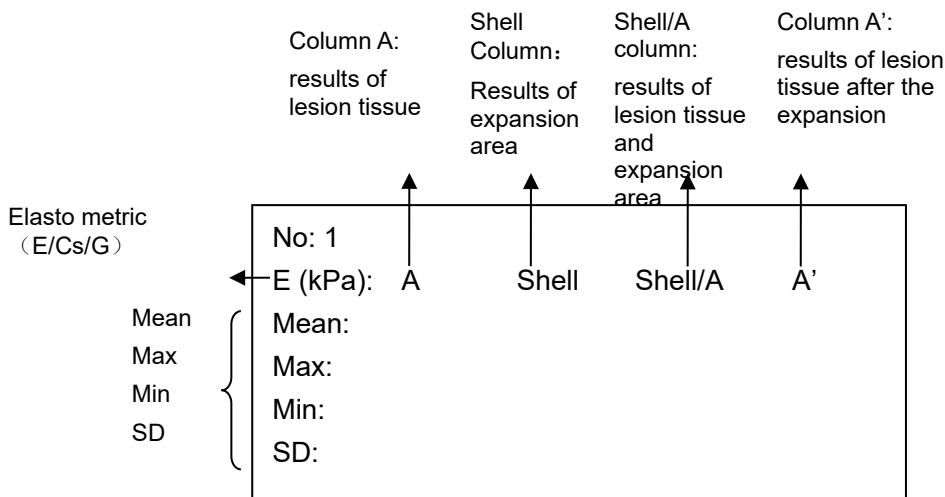 Column A:
results of
lesion tissue
Shell
Column：
Results of
expansion
area
Shell/A
column:
results of
lesion tissue
and
expansion
area
Column A’:
results of lesion
tissue after the
expansion
Elasto metric
（E/Cs/G）
Mean
Max
Min
SD
No: 1
E (kPa): A Shell Shell/A A’
Mean:
Max:
Min:
SD: